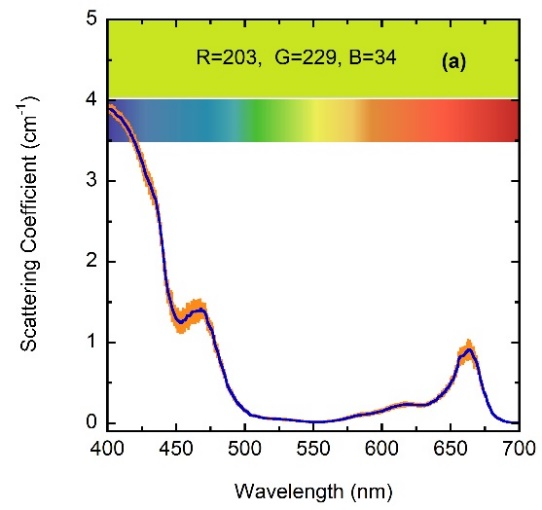 R=203, G=229, B=34
(a)
5
4
3
2
1
0
Scattering Coefficient (cm⁻¹)
400 450 500 550 600 650 700
Wavelength (nm)